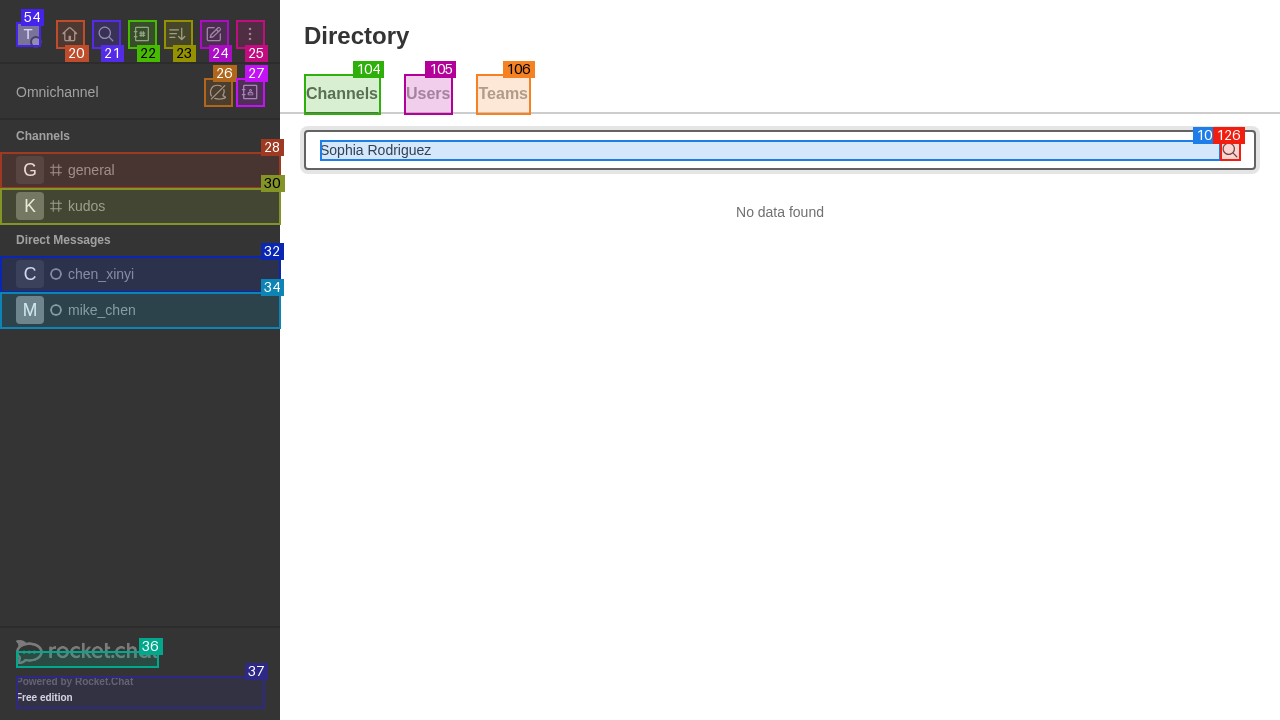 54
T
20
21
22
23
24
25
Omnichannel
26
27
Channels
28
G general
30
K kudos
Direct Messages
32
C chen_xinyi
34
M mike_chen
36
rocket.chat
37
Powered by Rocket.Chat
Free edition
Directory
104
105
106
Channels
Users
Teams
10
126
Sophia Rodriguez
No data found